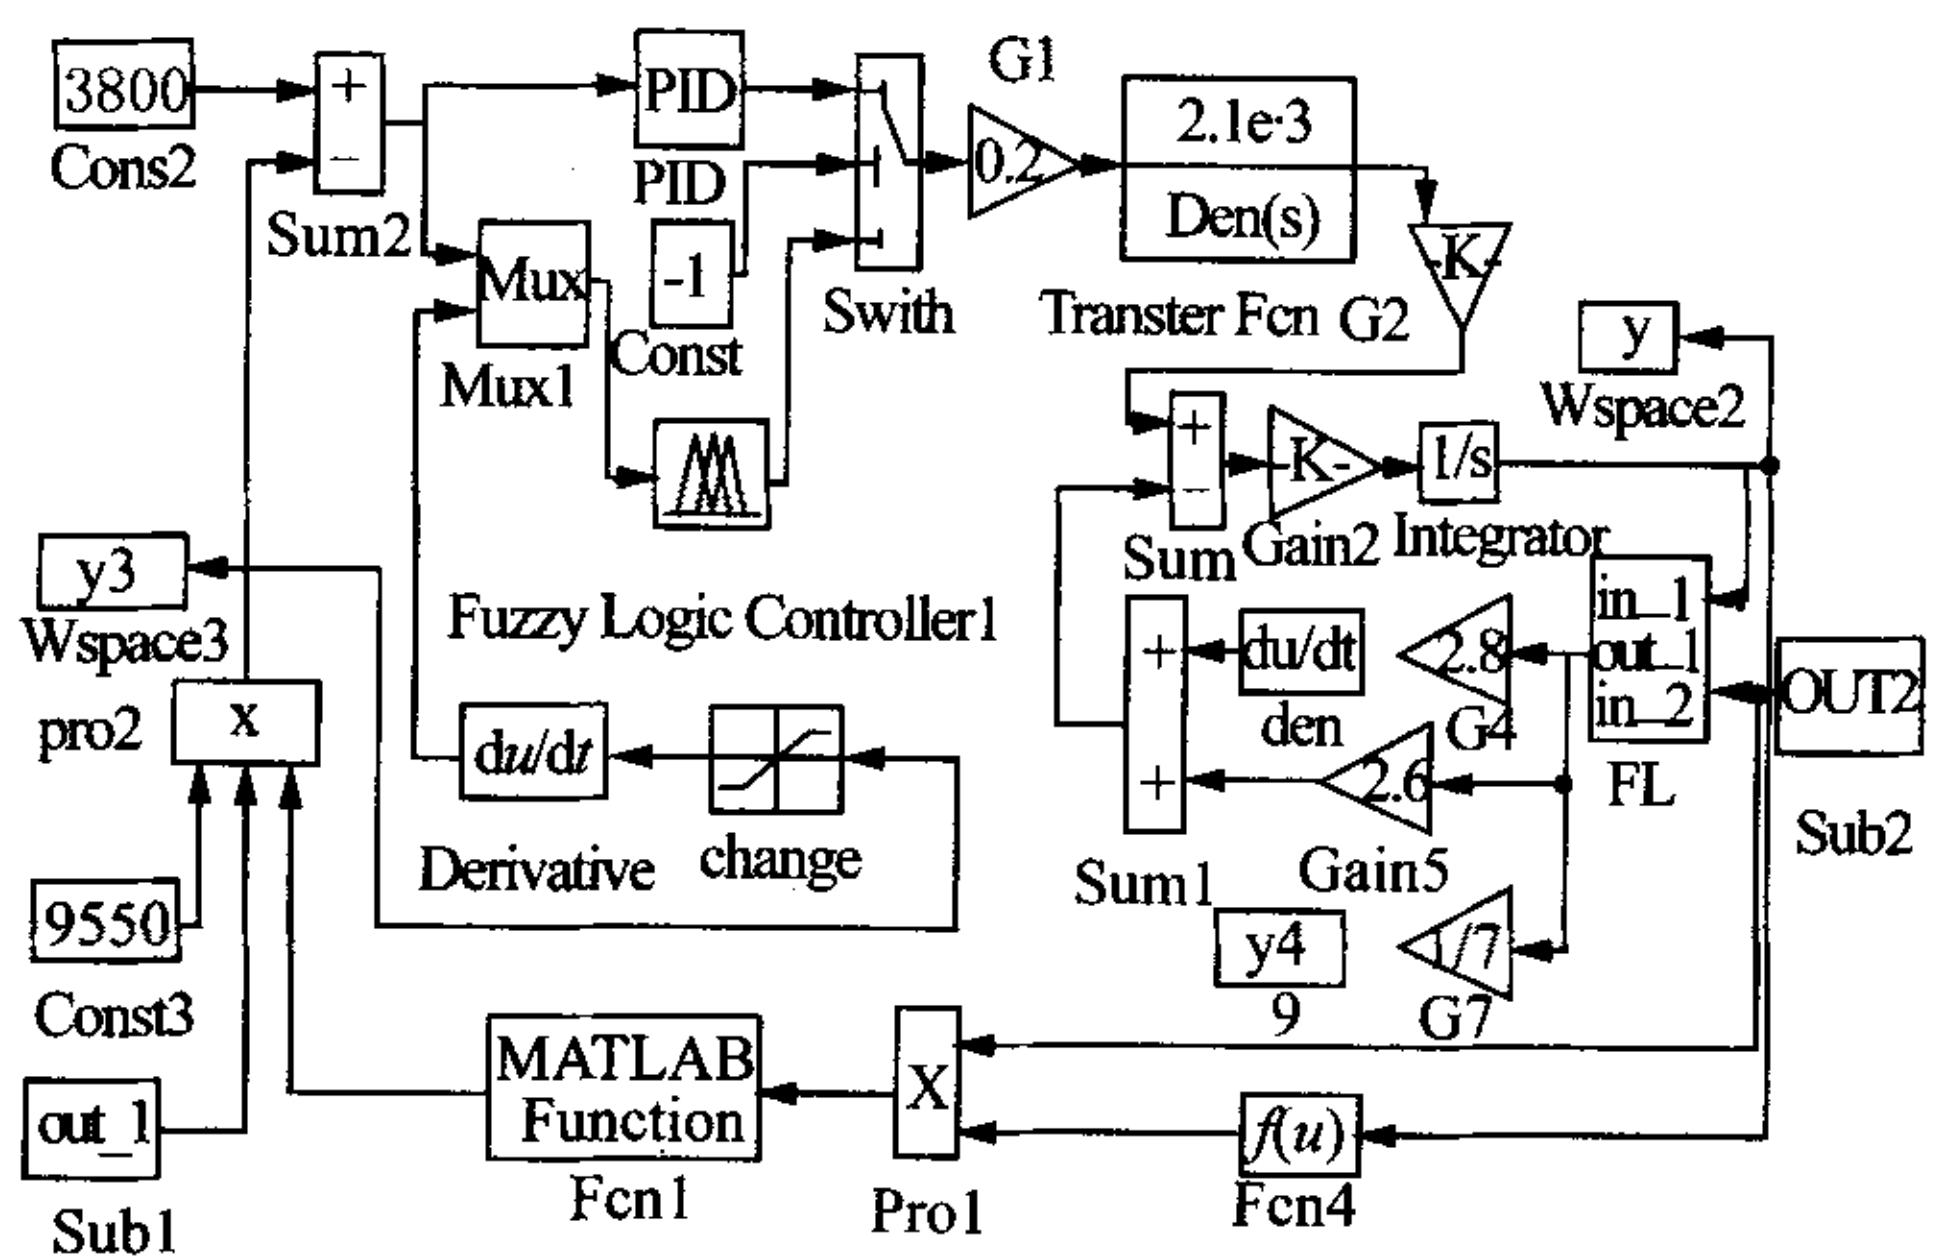 3800
Cons2
+
−
Sum2
PID
PID
Mux
Mux1
-1
Const
Swith
G1
0.2
2.1e·3
Den(s)
Transter Fcn
G2
-K-
y
Wspace2
+
−
Sum
-K-
Gain2
1/s
Integrator
y3
Wspace3
Fuzzy Logic Controller1
pro2
x
du/dt
Derivative
change
+
+
Sum1
du/dt
den
2.8
G4
in_1
out_1
in_2
FL
OUT2
Sub2
2.6
Gain5
y4
9
1/7
G7
9550
Const3
out_1
Sub1
MATLAB
Function
Fcn1
X
Pro1
f(u)
Fcn4